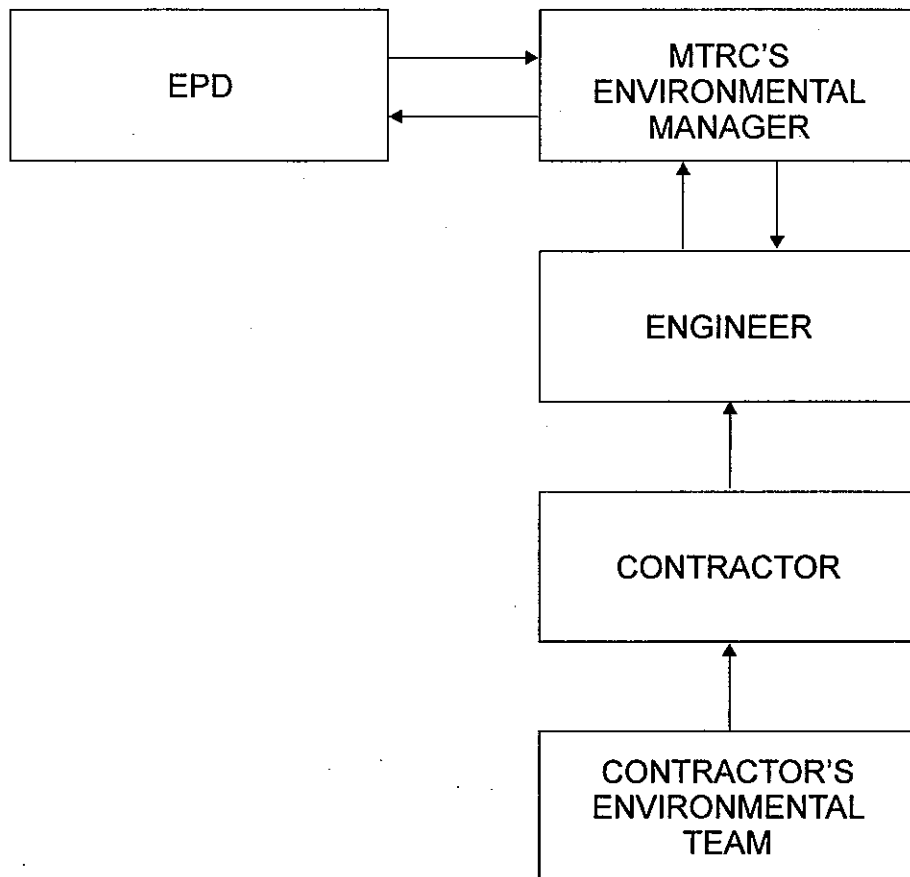 EPD
MTRC'S
ENVIRONMENTAL
MANAGER
ENGINEER
CONTRACTOR
CONTRACTOR'S
ENVIRONMENTAL
TEAM